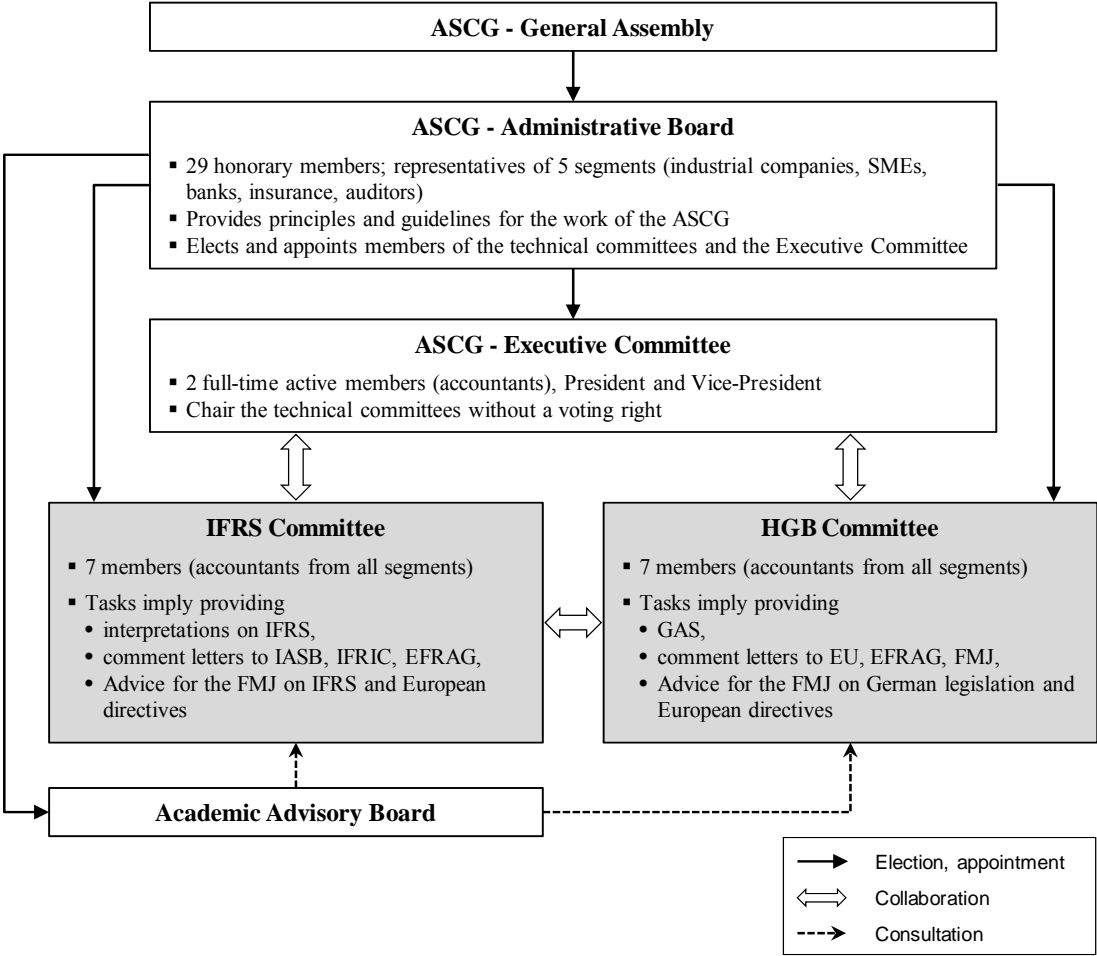 ASCG - General Assembly
ASCG - Administrative Board
▪ 29 honorary members; representatives of 5 segments (industrial companies, SMEs,
banks, insurance, auditors)
▪ Provides principles and guidelines for the work of the ASCG
▪ Elects and appoints members of the technical committees and the Executive Committee
ASCG - Executive Committee
▪ 2 full-time active members (accountants), President and Vice-President
▪ Chair the technical committees without a voting right
IFRS Committee
▪ 7 members (accountants from all segments)
▪ Tasks imply providing
• interpretations on IFRS,
• comment letters to IASB, IFRIC, EFRAG,
• Advice for the FMJ on IFRS and European
directives
HGB Committee
▪ 7 members (accountants from all segments)
▪ Tasks imply providing
• GAS,
• comment letters to EU, EFRAG, FMJ,
• Advice for the FMJ on German legislation and
European directives
Academic Advisory Board
Election, appointment
Collaboration
Consultation